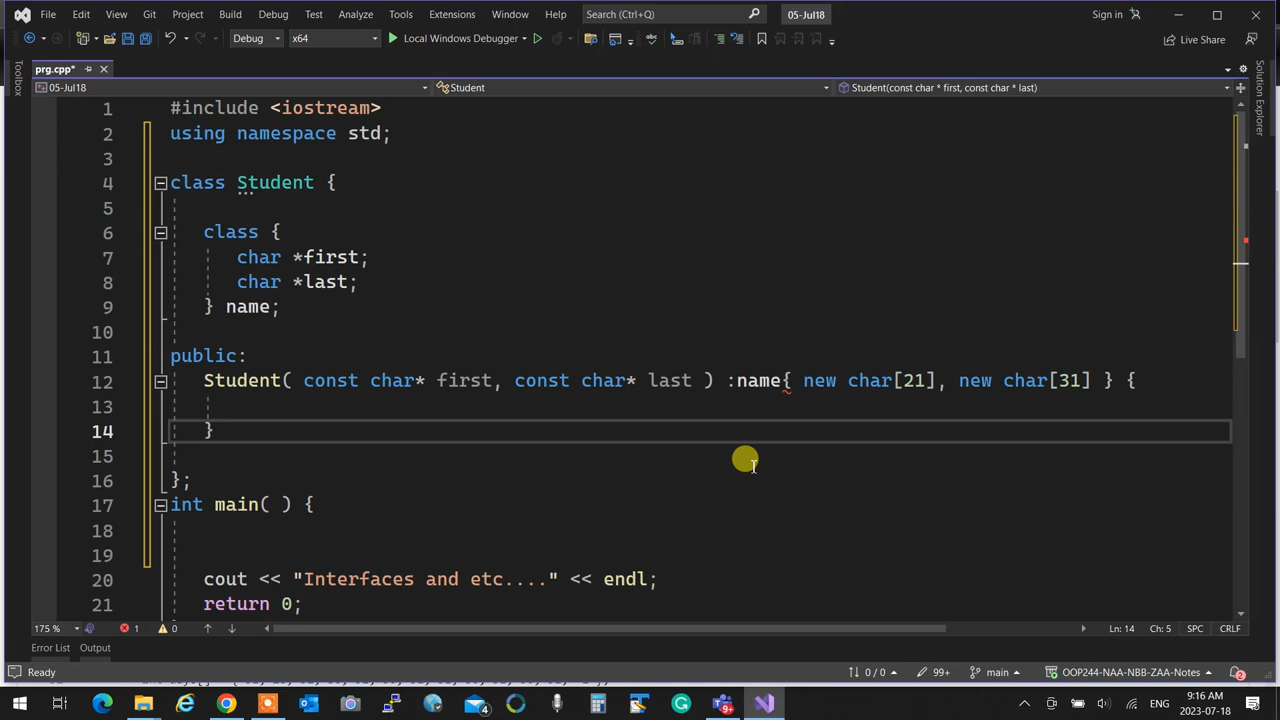 File Edit View Git Project Build Debug Test Analyze Tools Extensions Window Help Search (Ctrl+Q) 05-Jul18 Sign in
Debug x64 Local Windows Debugger Live Share
prg.cpp*
05-Jul18 Student Student(const char * first, const char * last)
Toolbox
Solution Explorer
1 #include <iostream>
2 using namespace std;
3
4 class Student {
5
6 class {
7 char *first;
8 char *last;
9 } name;
10
11 public:
12 Student( const char* first, const char* last ) :name{ new char[21], new char[31] } {
13
14 }
15
16 };
17 int main( ) {
18
19
20 cout << "Interfaces and etc...." << endl;
21 return 0;
175 % 1 0 Ln: 14 Ch: 5 SPC CRLF
Error List Output
Ready 0 / 0 99+ main OOP244-NAA-NBB-ZAA-Notes 2
4 9+ ENG 9:16 AM
2023-07-18